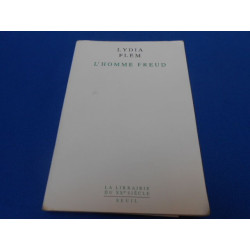 LYDIA
FLEM
L'HOMME FREUD
LA LIBRAIRIE
DU XXᵉ SIÈCLE
SEUIL